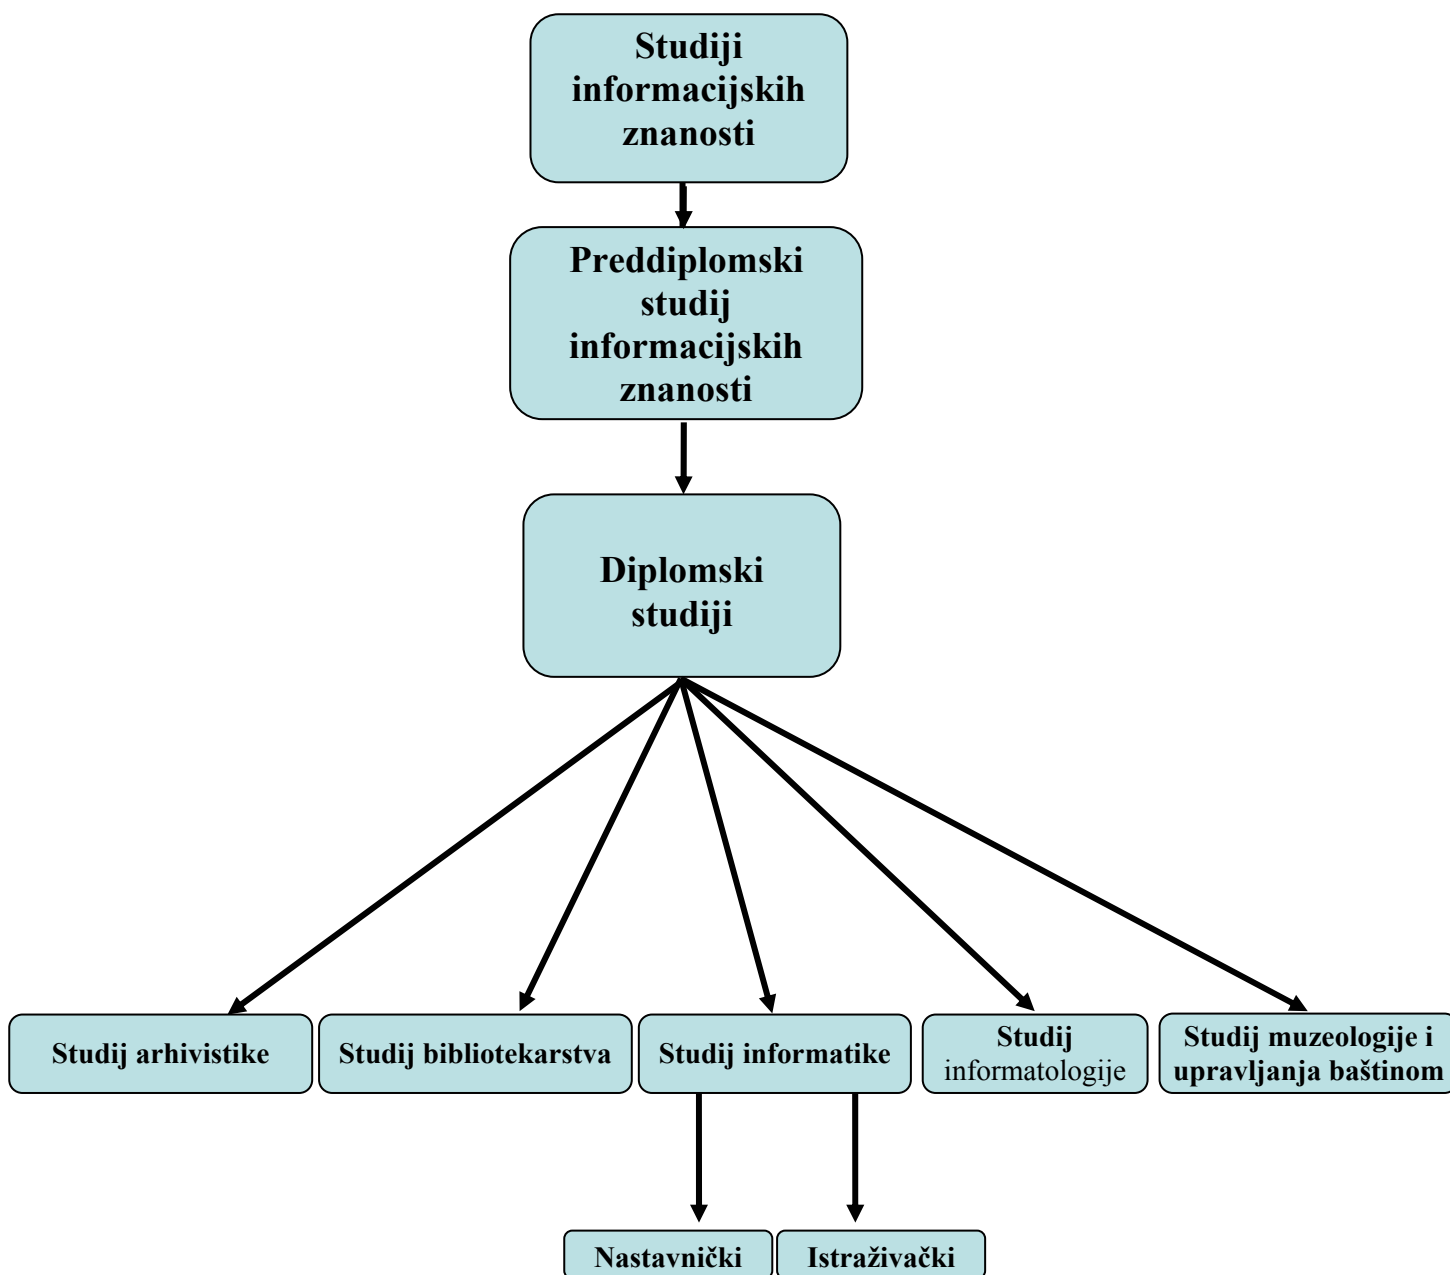 Studiji
informacijskih
znanosti
Preddiplomski
studij
informacijskih
znanosti
Diplomski
studiji
Studij arhivistike
Studij bibliotekarstva
Studij informatike
Studij
informatologije
Studij muzeologije i
upravljanja baštinom
Nastavnički
Istraživački